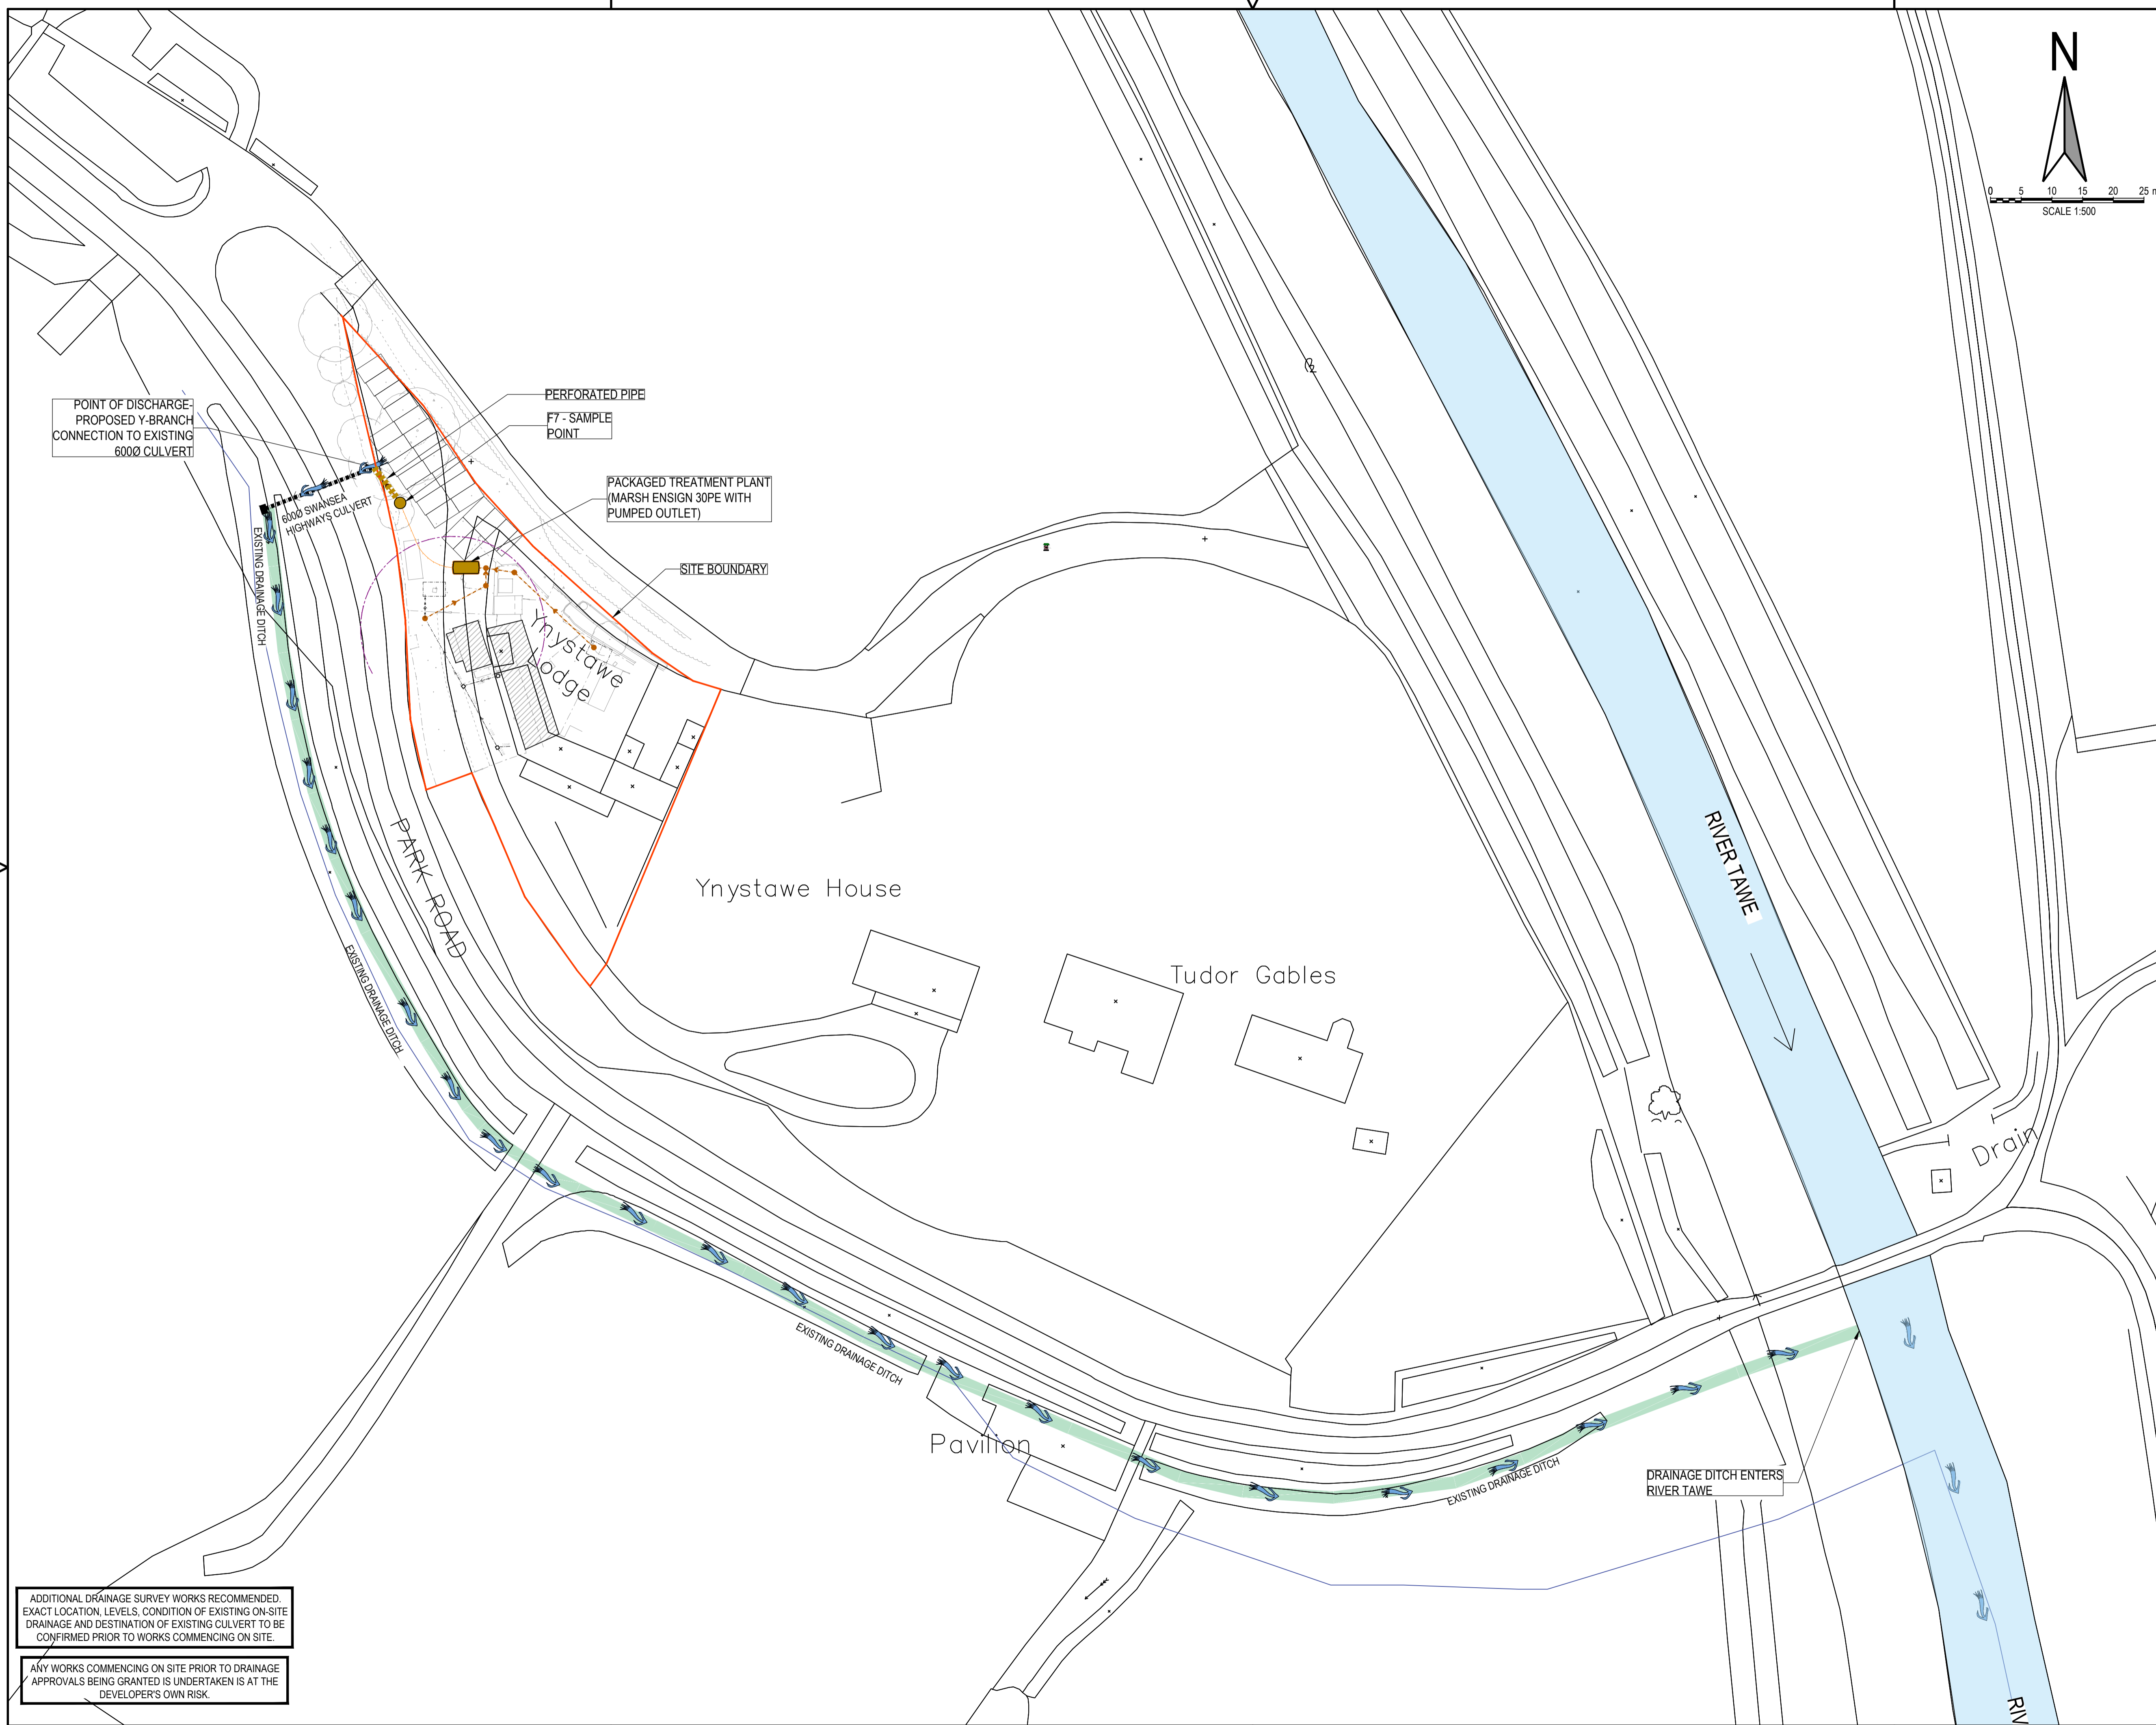 N
0 5 10 15 20 25 m
SCALE 1:500
POINT OF DISCHARGE-
PROPOSED Y-BRANCH
CONNECTION TO EXISTING
600Ø CULVERT
PERFORATED PIPE
F7 - SAMPLE
POINT
PACKAGED TREATMENT PLANT
(MARSH ENSIGN 30PE WITH
PUMPED OUTLET)
SITE BOUNDARY
600Ø SWANSEA
HIGHWAYS CULVERT
EXISTING DRAINAGE DITCH
Ynystawe
Lodge
PARK ROAD
EXISTING DRAINAGE DITCH
Ynystawe House
Tudor Gables
RIVER TAWE
Drain
EXISTING DRAINAGE DITCH
Pavilion
EXISTING DRAINAGE DITCH
DRAINAGE DITCH ENTERS
RIVER TAWE
ADDITIONAL DRAINAGE SURVEY WORKS RECOMMENDED.
EXACT LOCATION, LEVELS, CONDITION OF EXISTING ON-SITE
DRAINAGE AND DESTINATION OF EXISTING CULVERT TO BE
CONFIRMED PRIOR TO WORKS COMMENCING ON SITE.
ANY WORKS COMMENCING ON SITE PRIOR TO DRAINAGE
APPROVALS BEING GRANTED IS UNDERTAKEN IS AT THE
DEVELOPER'S OWN RISK.
RIV